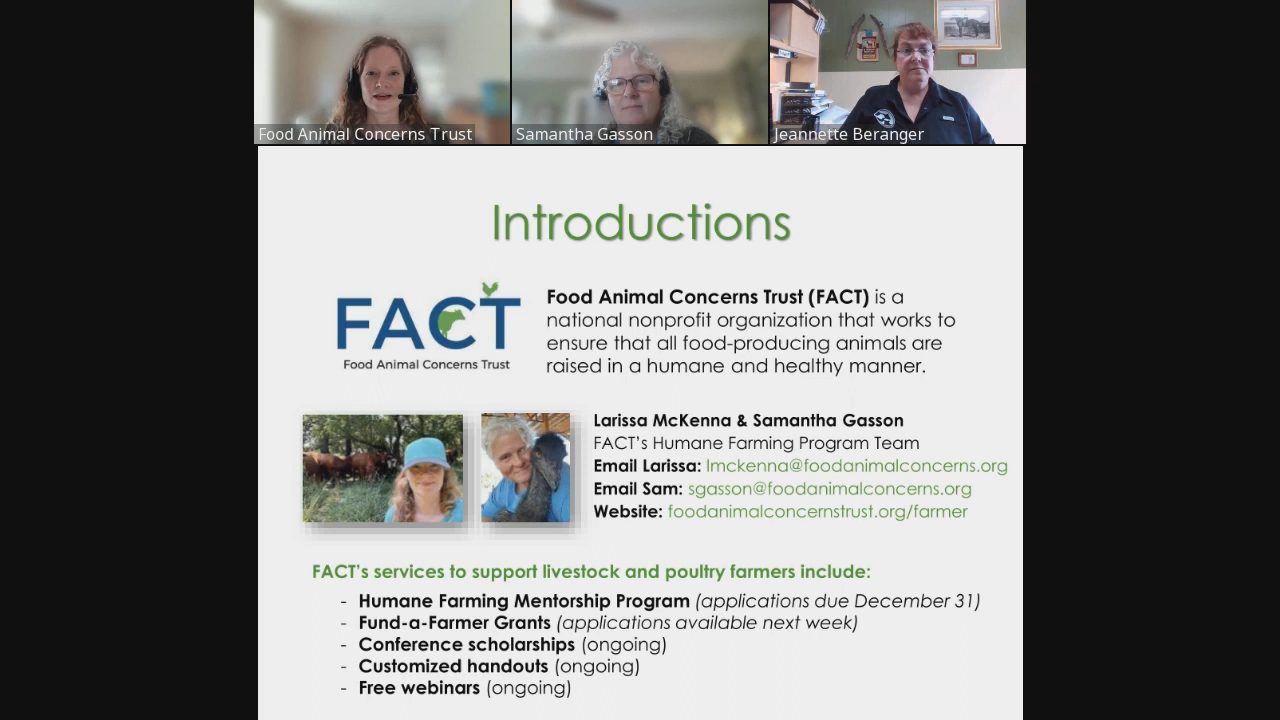 Food Animal Concerns Trust
Samantha Gasson
Jeannette Beranger
Introductions
FACT
Food Animal Concerns Trust
Food Animal Concerns Trust (FACT) is a
national nonprofit organization that works to
ensure that all food-producing animals are
raised in a humane and healthy manner.
Larissa McKenna & Samantha Gasson
FACT's Humane Farming Program Team
Email Larissa: lmckenna@foodanimalconcerns.org
Email Sam: sgasson@foodanimalconcerns.org
Website: foodanimalconcernstrust.org/farmer
FACT's services to support livestock and poultry farmers include:
- Humane Farming Mentorship Program (applications due December 31)
- Fund-a-Farmer Grants (applications available next week)
- Conference scholarships (ongoing)
- Customized handouts (ongoing)
- Free webinars (ongoing)